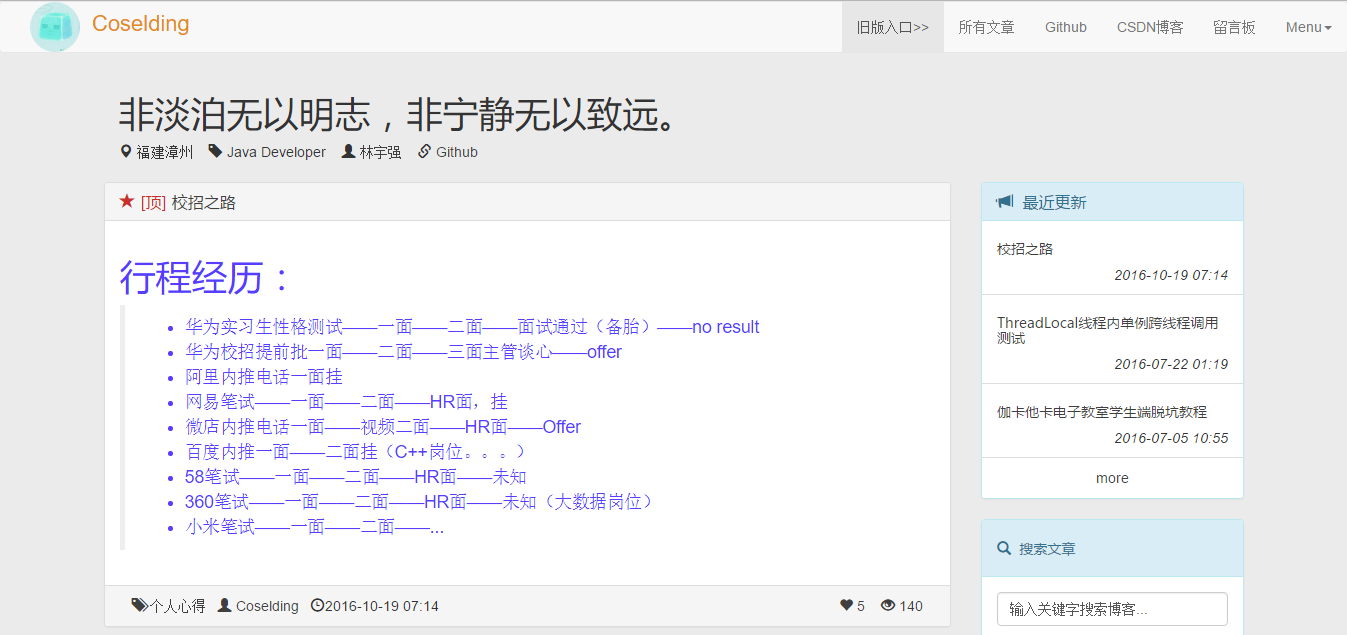 Coselding
旧版入口>> 所有文章 Github CSDN博客 留言板 Menu
非淡泊无以明志，非宁静无以致远。
福建漳州 Java Developer 林宇强 Github
[顶] 校招之路
行程经历：
华为实习生性格测试——一面——二面——面试通过（备胎）——no result
华为校招提前批一面——二面——三面主管谈心——offer
阿里内推电话一面挂
网易笔试——一面——二面——HR面，挂
微店内推电话一面——视频二面——HR面——Offer
百度内推一面——二面挂（C++岗位。。。）
58笔试——一面——二面——HR面——未知
360笔试——一面——二面——HR面——未知（大数据岗位）
小米笔试——一面——二面——...
个人心得 Coselding 2016-10-19 07:14 5 140
最近更新
校招之路
2016-10-19 07:14
ThreadLocal线程内单例跨线程调用
测试
2016-07-22 01:19
伽卡他卡电子教室学生端脱坑教程
2016-07-05 10:55
more
搜索文章
输入关键字搜索博客...